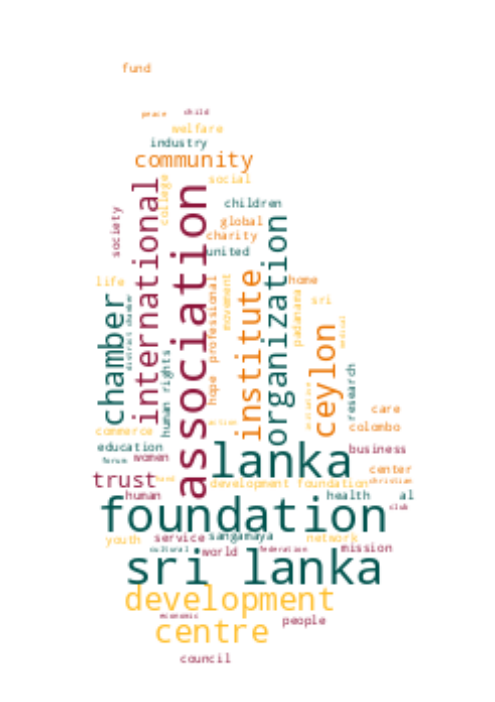 fund
peace
child
welfare
industry
community
social
college
international
association
children
society
global
organization
charity
united
life
home
institute
professional
movement
padanama
sri
chamber
district chamber
ceylon
medical
human rights
hope
research
care
commerce
colombo
action
education
lanka
business
forum
women
center
trust
fund
development foundation
christian
human
health
al
foundation
club
youth
service
sangamaya
network
cultural
world
federation
mission
sri lanka
development
economic
people
centre
council